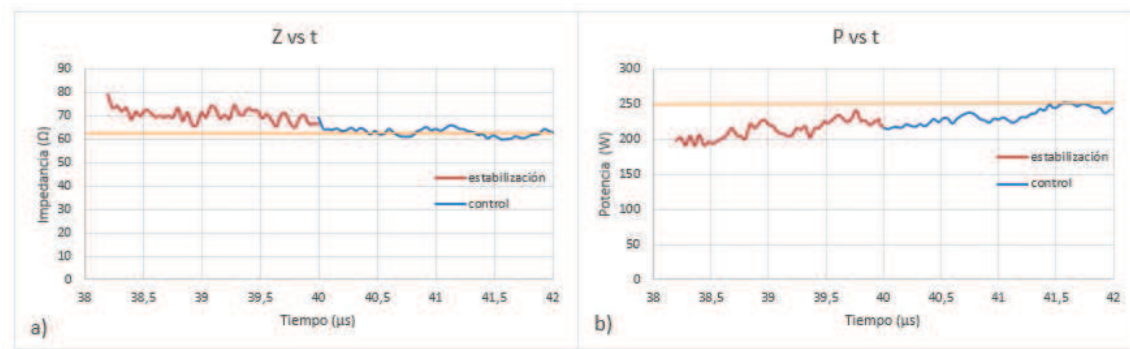 Z vs t
90
80
70
60
50
40
30
20
10
0
Impedancia (Ω)
estabilización
control
38 38,5 39 39,5 40 40,5 41 41,5 42
Tiempo (µs)
a)
P vs t
300
250
200
150
100
50
0
Potencia (W)
estabilización
control
38 38,5 39 39,5 40 40,5 41 41,5 42
Tiempo (µs)
b)